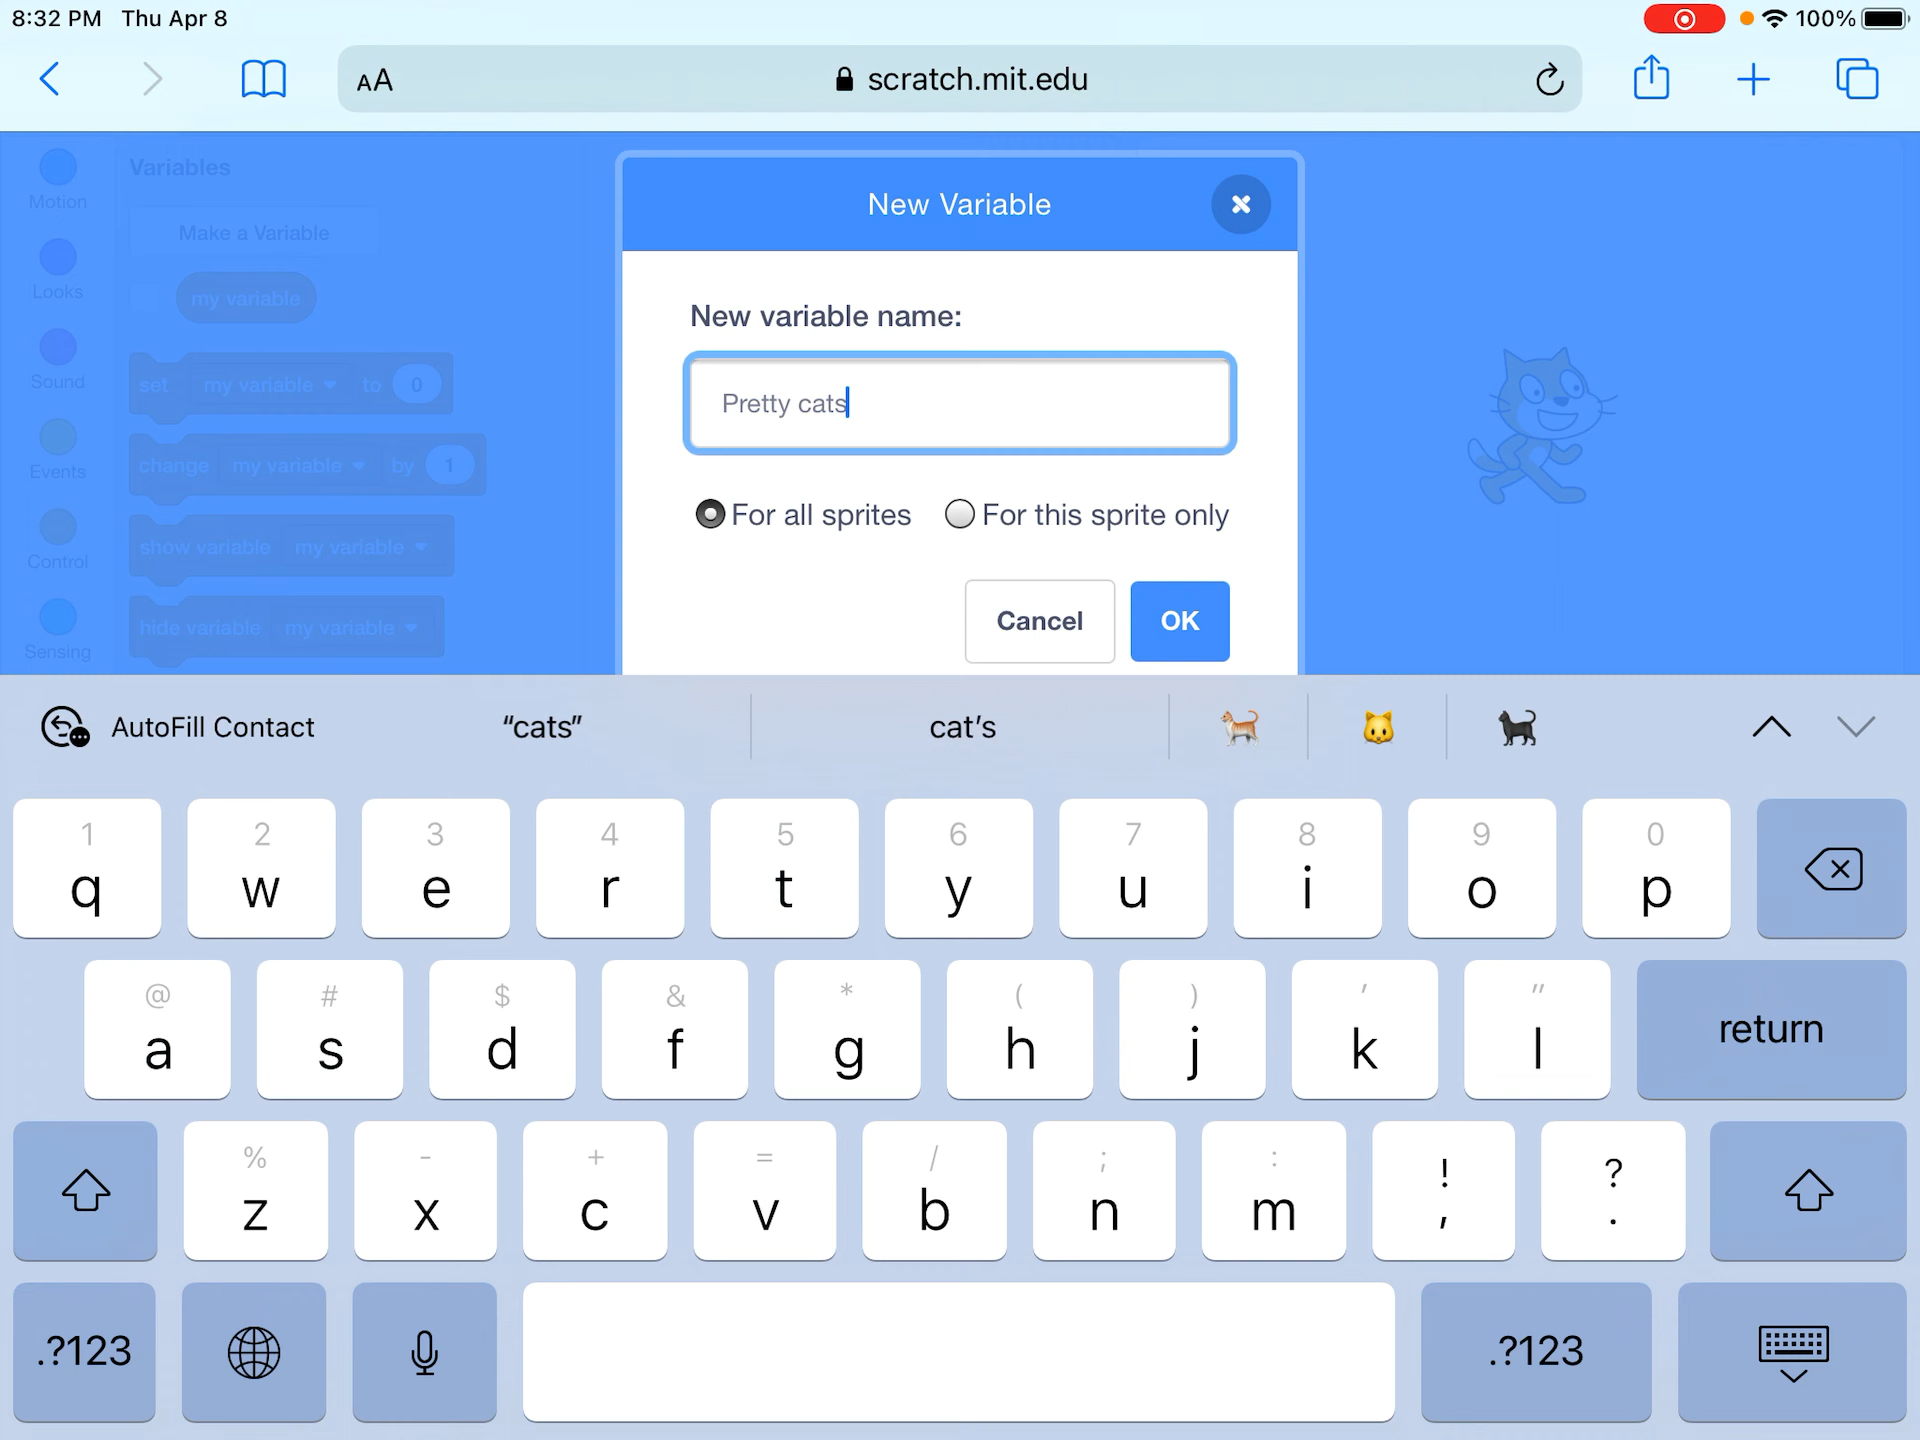 8:32 PM Thu Apr 8
100%
AA scratch.mit.edu
Variables
Motion
Make a Variable
Looks
my variable
Sound
set my variable to 0
Events
change my variable by 1
Control
show variable my variable
Sensing
hide variable my variable
New Variable
New variable name:
Pretty cats
For all sprites For this sprite only
Cancel OK
AutoFill Contact “cats” cat’s
1 2 3 4 5 6 7 8 9 0
q w e r t y u i o p
@ # $ & * ( ) ' "
a s d f g h j k l return
% - + = / ; : ! ?
z x c v b n m , .
.?123 .?123